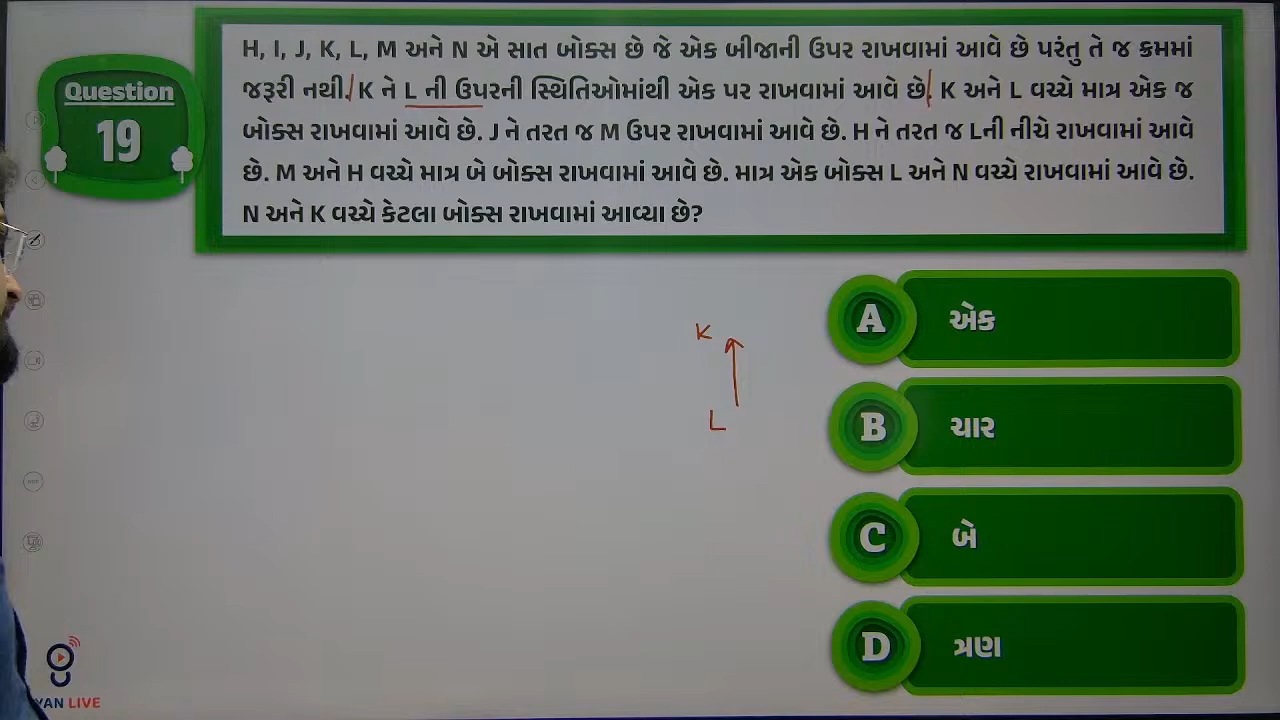 Question
19
H, I, J, K, L, M અને N એ સાત બોક્સ છે જે એક બીજાની ઉપર રાખવામાં આવે છે પરંતુ તે જ ક્રમમાં
જરૂરી નથી. K ને L ની ઉપરની સ્થિતિઓમાંથી એક પર રાખવામાં આવે છે. K અને L વચ્ચે માત્ર એક જ
બોક્સ રાખવામાં આવે છે. J ને તરત જ M ઉપર રાખવામાં આવે છે. H ને તરત જ Lની નીચે રાખવામાં આવે
છે. M અને H વચ્ચે માત્ર બે બોક્સ રાખવામાં આવે છે. માત્ર એક બોક્સ L અને N વચ્ચે રાખવામાં આવે છે.
N અને K વચ્ચે કેટલા બોક્સ રાખવામાં આવ્યા છે?
K
L
A એક
B ચાર
C બે
D ત્રણ
YAN LIVE